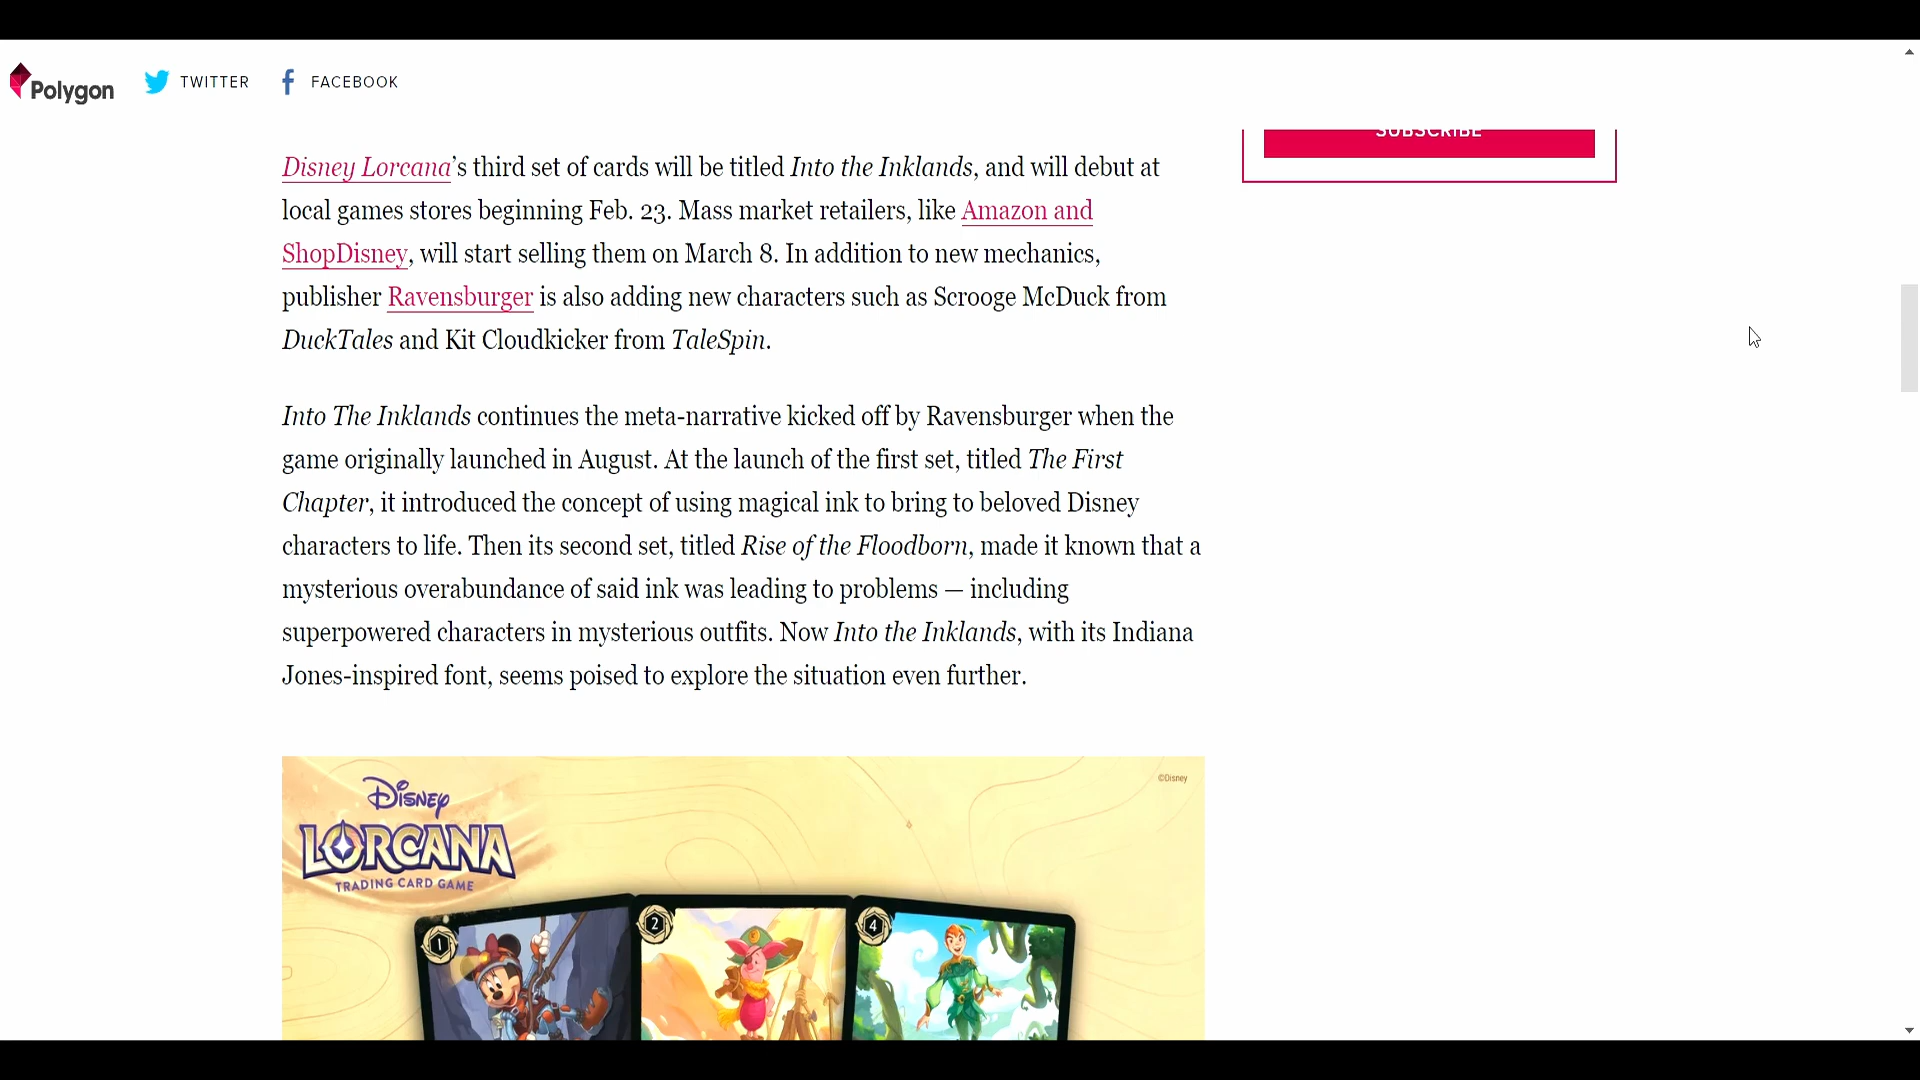 Polygon
TWITTER
FACEBOOK
SUBSCRIBE
Disney Lorcana’s third set of cards will be titled Into the Inklands, and will debut at
local games stores beginning Feb. 23. Mass market retailers, like Amazon and
ShopDisney, will start selling them on March 8. In addition to new mechanics,
publisher Ravensburger is also adding new characters such as Scrooge McDuck from
DuckTales and Kit Cloudkicker from TaleSpin.
Into The Inklands continues the meta-narrative kicked off by Ravensburger when the
game originally launched in August. At the launch of the first set, titled The First
Chapter, it introduced the concept of using magical ink to bring to beloved Disney
characters to life. Then its second set, titled Rise of the Floodborn, made it known that a
mysterious overabundance of said ink was leading to problems — including
superpowered characters in mysterious outfits. Now Into the Inklands, with its Indiana
Jones-inspired font, seems poised to explore the situation even further.
©Disney
Disney
LORCANA
TRADING CARD GAME
1
2
4